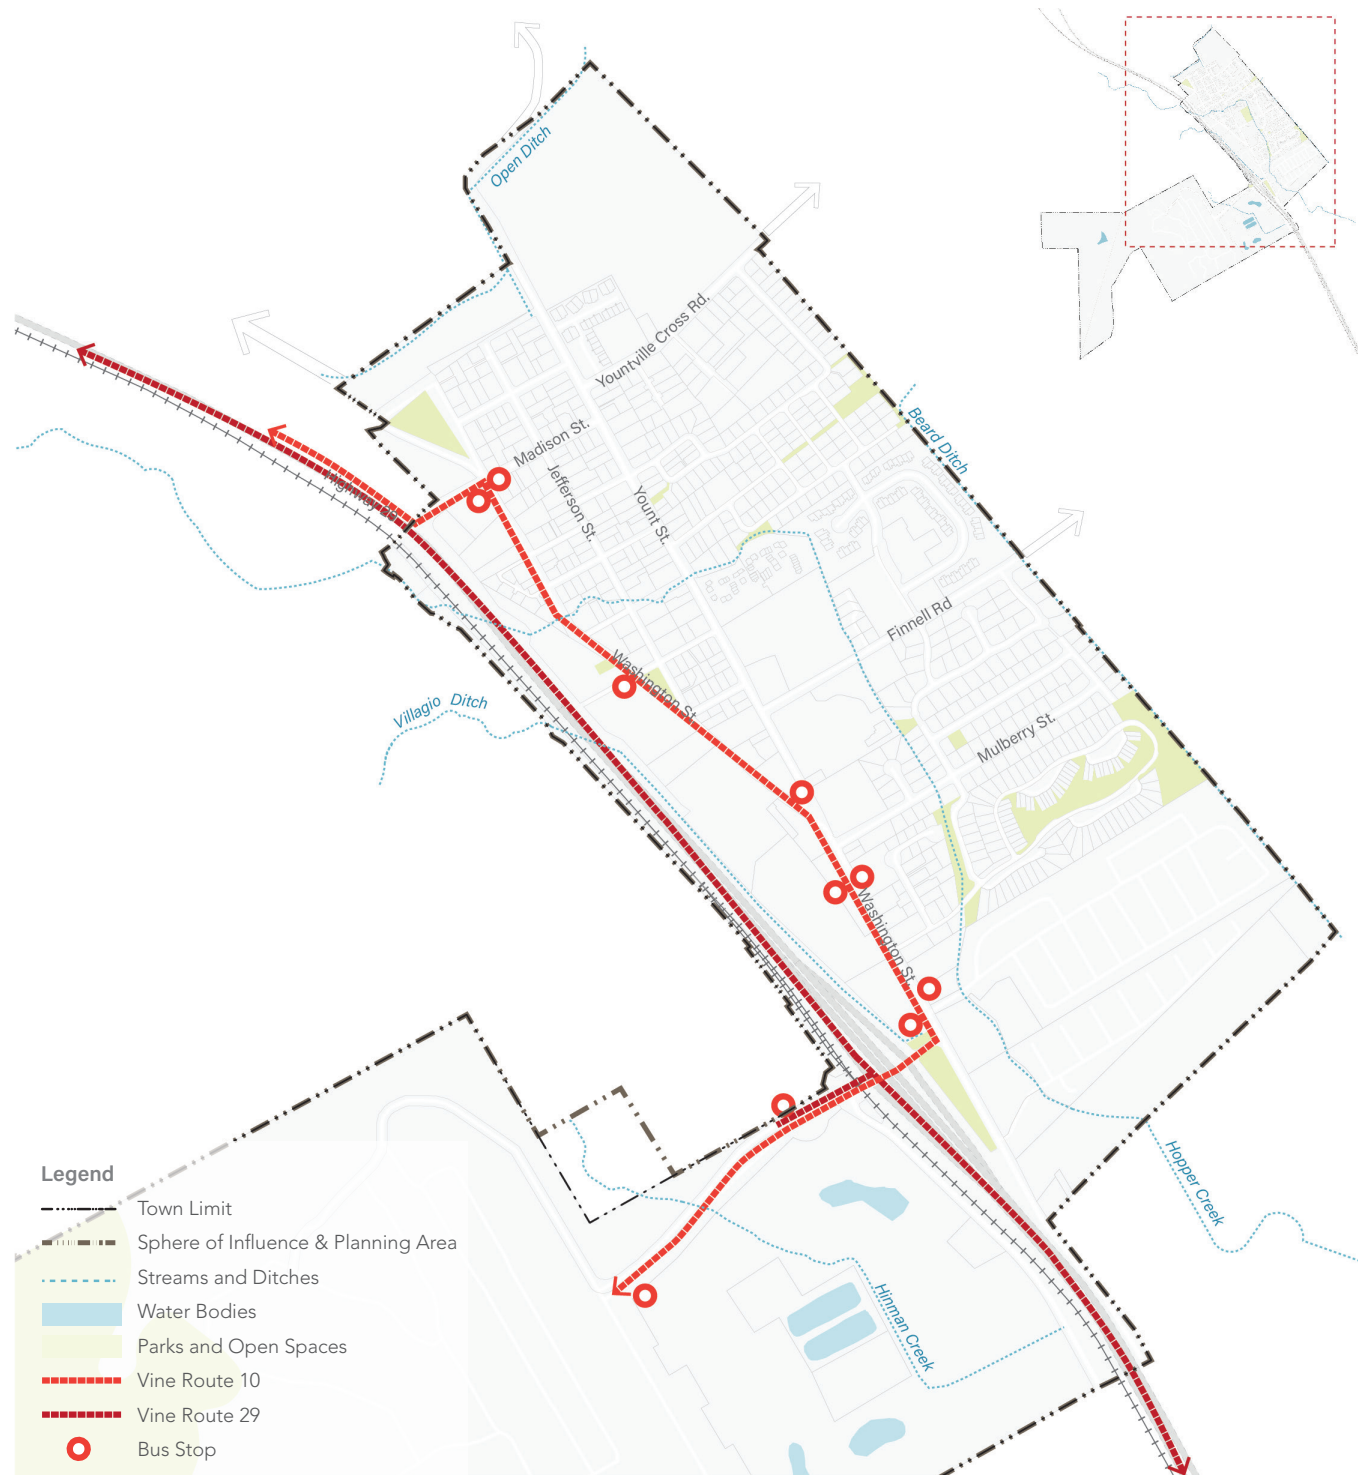 Open Ditch
Yountville Cross Rd.
Madison St.
Jefferson St.
Yount St.
Beard Ditch
Highway 29
Finnell Rd
Washington St.
Villagio Ditch
Mulberry St.
Washington St.
Hopper Creek
Hinman Creek
Legend
Town Limit
Sphere of Influence & Planning Area
Streams and Ditches
Water Bodies
Parks and Open Spaces
Vine Route 10
Vine Route 29
Bus Stop